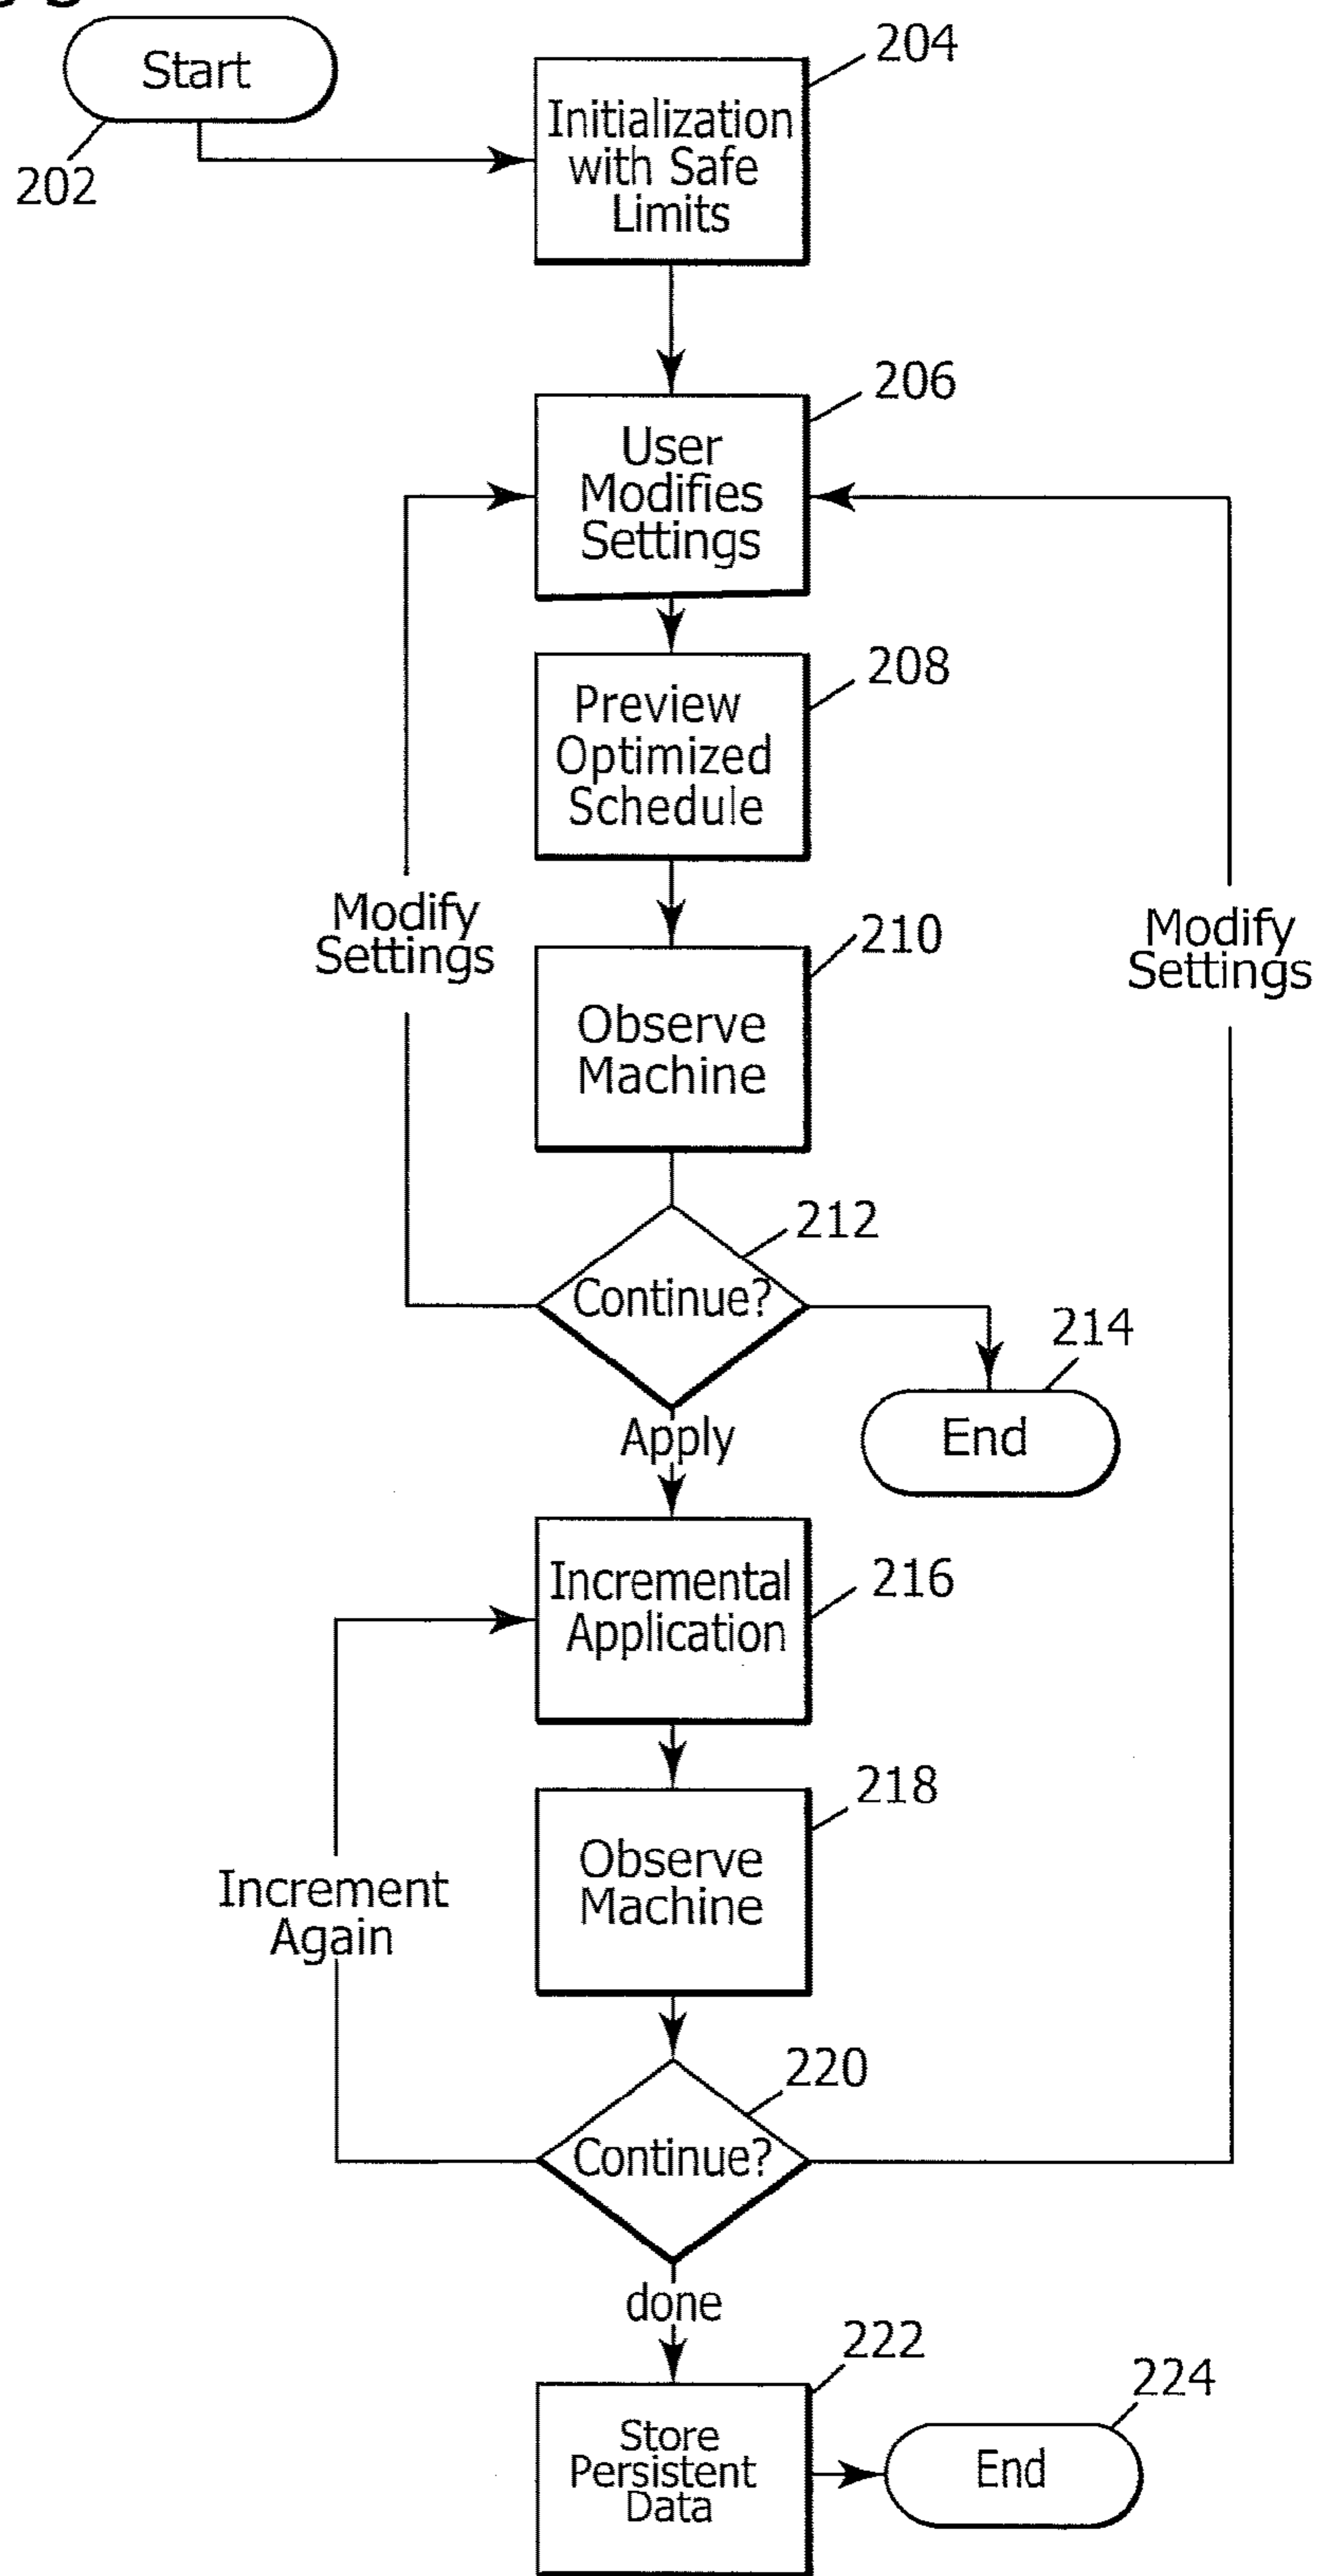 Start
202
204
Initialization
with Safe
Limits
206
User
Modifies
Settings
208
Preview
Optimized
Schedule
Modify
Settings
Modify
Settings
210
Observe
Machine
212
Continue?
214
End
Apply
216
Incremental
Application
218
Observe
Machine
Increment
Again
220
Continue?
done
222
Store
Persistent
Data
224
End